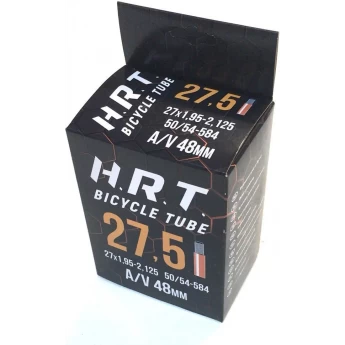 H.R.T.
BICYCLE TUBE
27,5
27x1,95-2,125
50/54-584
A/V 48MM
H.R.T.
BICYCLE TUBE
27,5
27x1,95-2,125 50/54-584
A/V 48MM